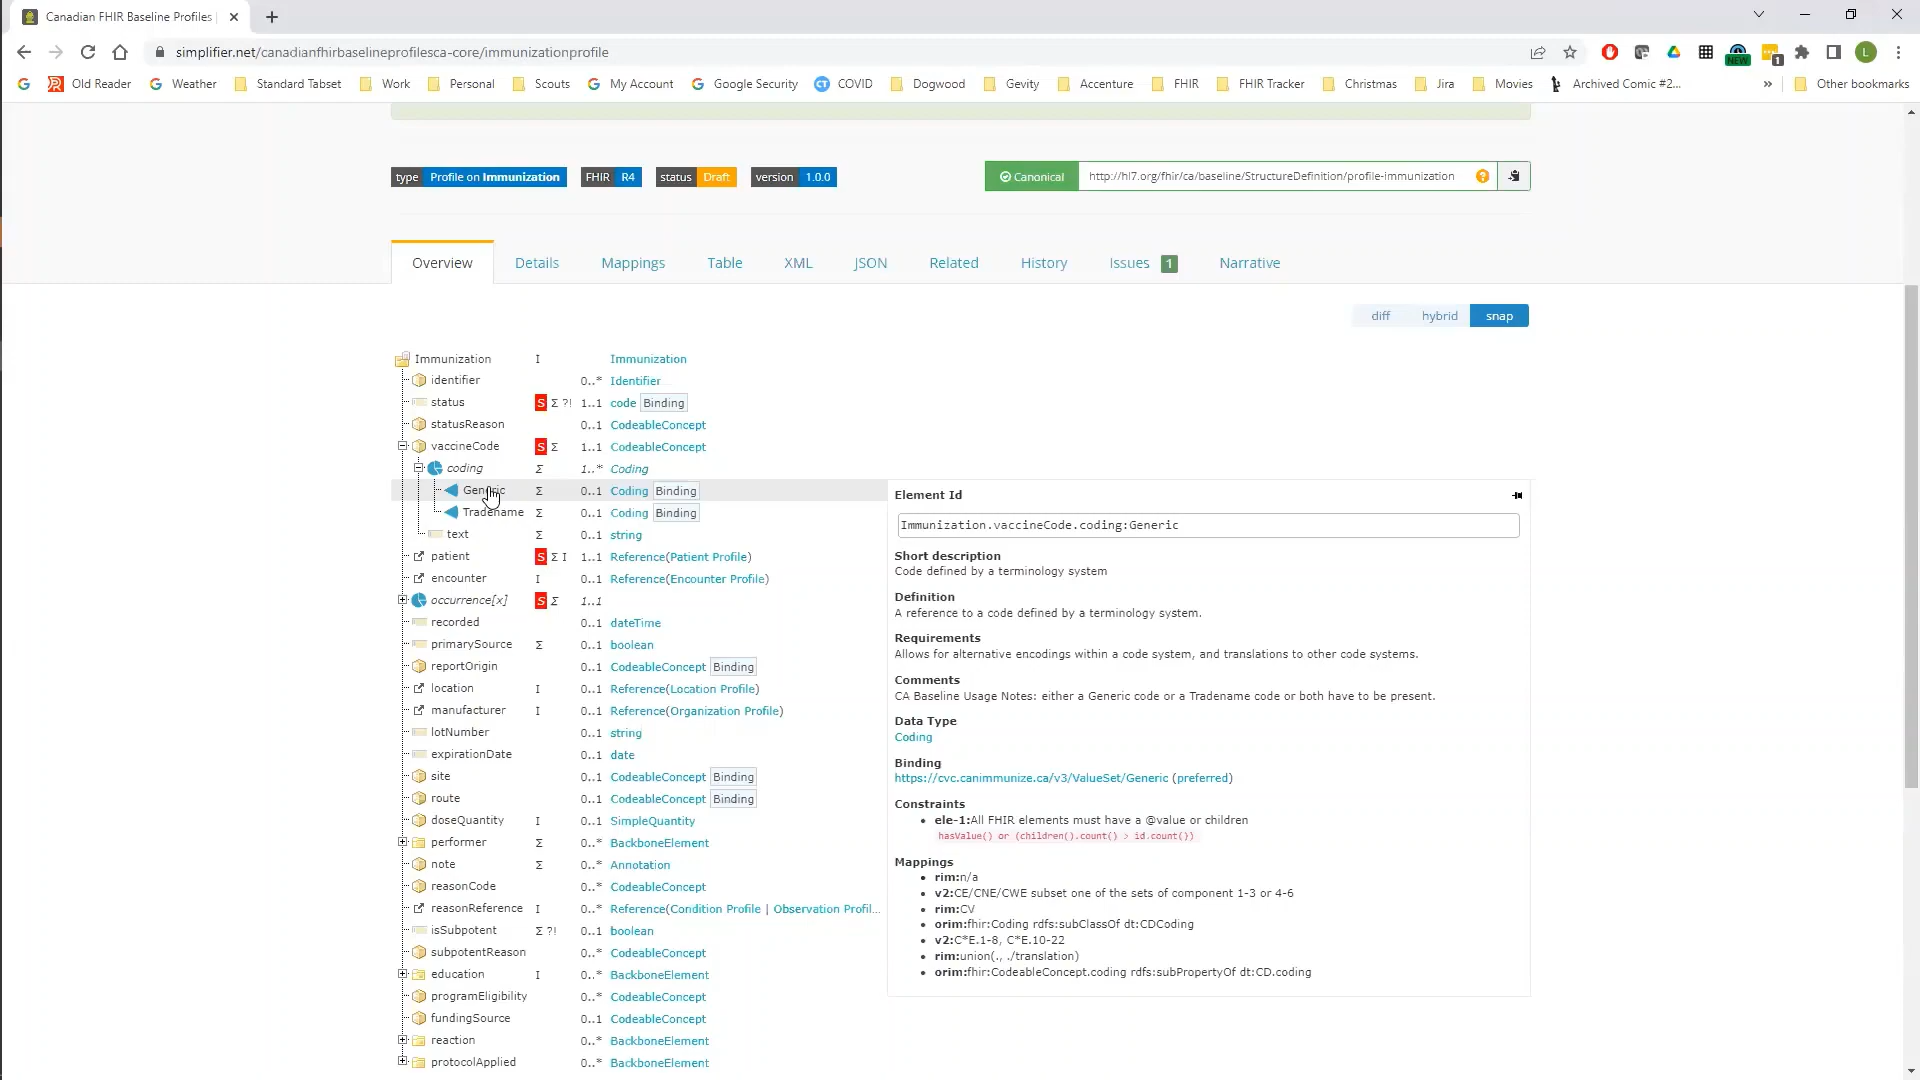 Canadian FHIR Baseline Profiles
simplifier.net/canadianfhirbaselineprofilesca-core/immunizationprofile
NEW
1
L
Old Reader
Weather
Standard Tabset
Work
Personal
Scouts
My Account
Google Security
CT COVID
Dogwood
Gevity
Accenture
FHIR
FHIR Tracker
Christmas
Jira
Movies
Archived Comic #2...
»
Other bookmarks
type Profile on Immunization
FHIR R4
status Draft
version 1.0.0
Canonical http://hl7.org/fhir/ca/baseline/StructureDefinition/profile-immunization
Overview
Details
Mappings
Table
XML
JSON
Related
History
Issues 1
Narrative
diff hybrid snap
Immunization I Immunization
identifier 0..* Identifier
status S Σ ?! 1..1 code Binding
statusReason 0..1 CodeableConcept
vaccineCode S Σ 1..1 CodeableConcept
coding Σ 1..* Coding
Generic Σ 0..1 Coding Binding
Tradename Σ 0..1 Coding Binding
text Σ 0..1 string
patient S Σ I 1..1 Reference(Patient Profile)
encounter I 0..1 Reference(Encounter Profile)
occurrence[x] S Σ 1..1
recorded 0..1 dateTime
primarySource Σ 0..1 boolean
reportOrigin 0..1 CodeableConcept Binding
location I 0..1 Reference(Location Profile)
manufacturer I 0..1 Reference(Organization Profile)
lotNumber 0..1 string
expirationDate 0..1 date
site 0..1 CodeableConcept Binding
route 0..1 CodeableConcept Binding
doseQuantity I 0..1 SimpleQuantity
performer Σ 0..* BackboneElement
note Σ 0..* Annotation
reasonCode 0..* CodeableConcept
reasonReference I 0..* Reference(Condition Profile | Observation Profil...
isSubpotent Σ ?! 0..1 boolean
subpotentReason 0..* CodeableConcept
education I 0..* BackboneElement
programEligibility 0..* CodeableConcept
fundingSource 0..1 CodeableConcept
reaction 0..* BackboneElement
protocolApplied 0..* BackboneElement
Element Id
Immunization.vaccineCode.coding:Generic
Short description
Code defined by a terminology system
Definition
A reference to a code defined by a terminology system.
Requirements
Allows for alternative encodings within a code system, and translations to other code systems.
Comments
CA Baseline Usage Notes: either a Generic code or a Tradename code or both have to be present.
Data Type
Coding
Binding
https://cvc.canimmunize.ca/v3/ValueSet/Generic (preferred)
Constraints
ele-1:All FHIR elements must have a @value or children
hasValue() or (children().count() > id.count())
Mappings
rim:n/a
v2:CE/CNE/CWE subset one of the sets of component 1-3 or 4-6
rim:CV
orim:fhir:Coding rdfs:subClassOf dt:CDCoding
v2:C*E.1-8, C*E.10-22
rim:union(., ./translation)
orim:fhir:CodeableConcept.coding rdfs:subPropertyOf dt:CD.coding